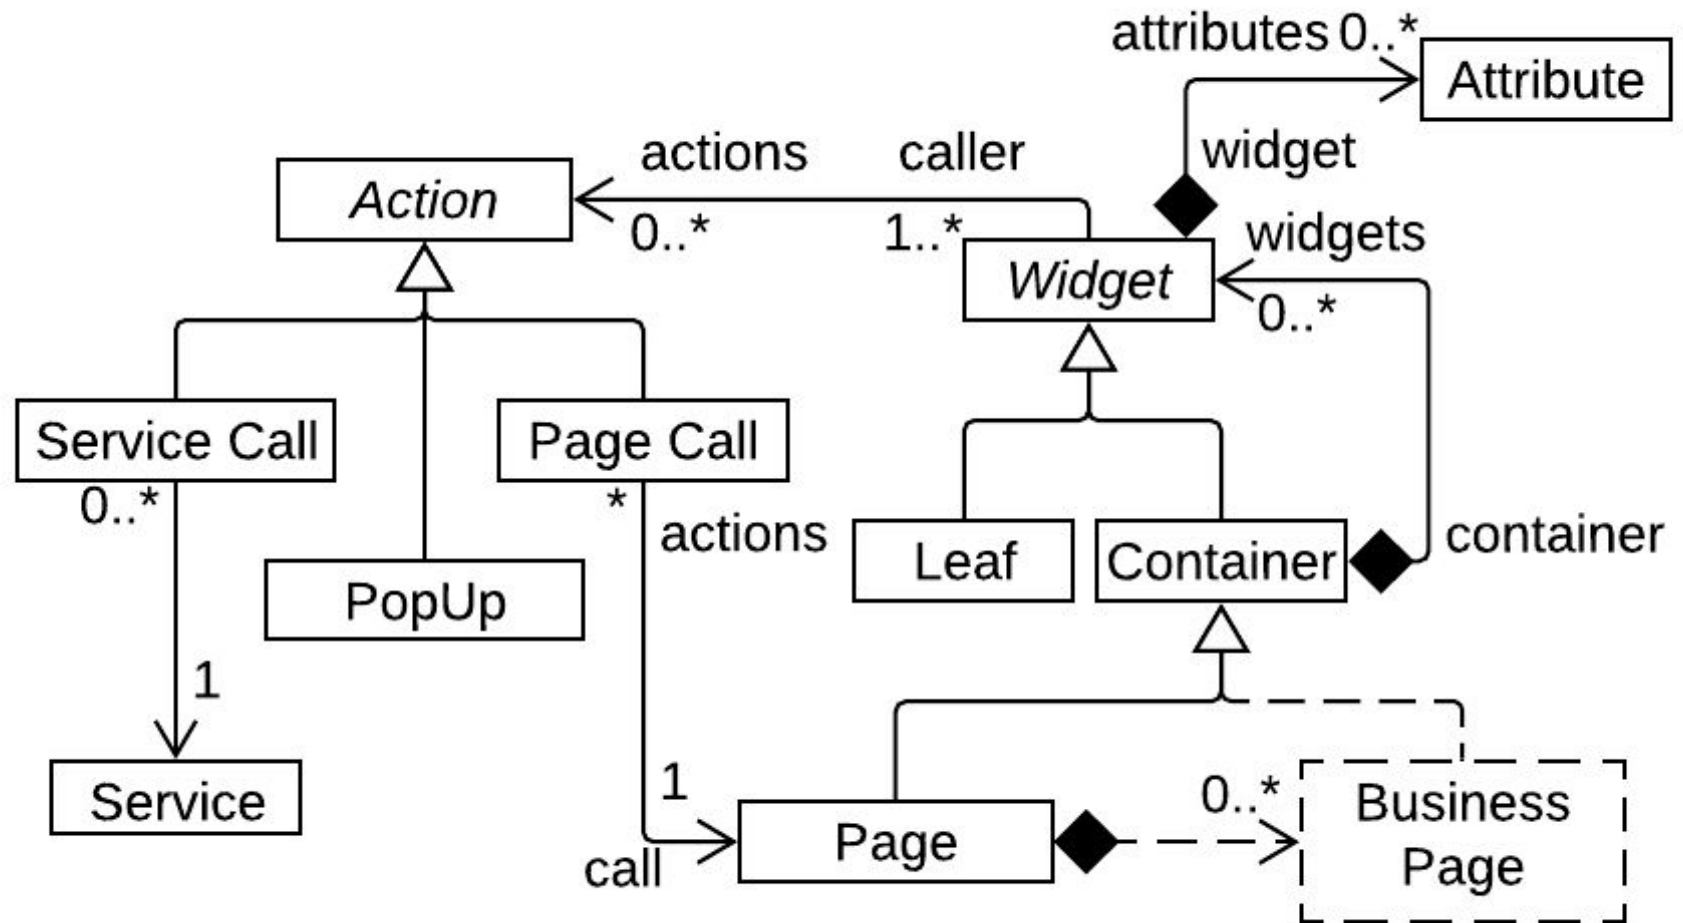 attributes 0..*
Attribute
actions
caller
widget
Action
0..*
1..*
widgets
Widget
0..*
Service Call
Page Call
0..*
*
actions
Leaf
Container
container
PopUp
1
Service
1
call
Page
0..*
Business
Page